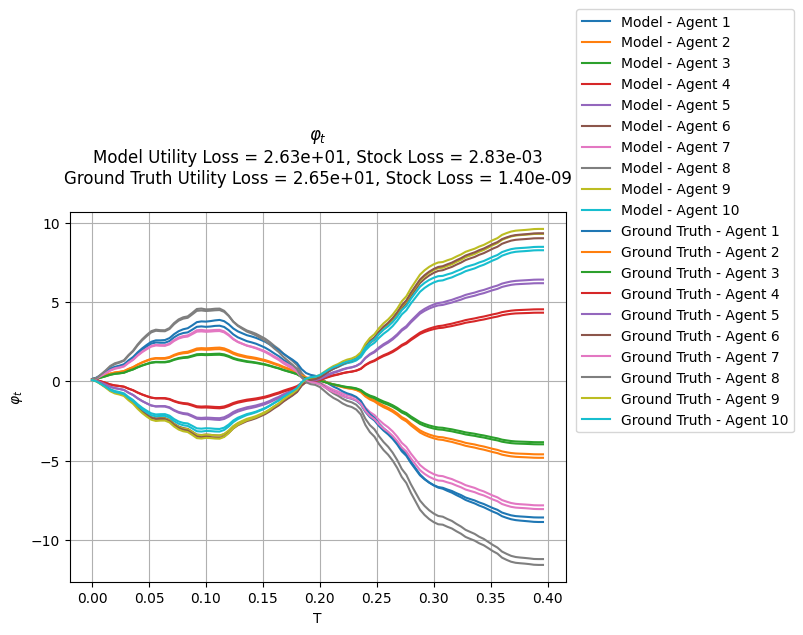 φt
Model Utility Loss = 2.63e+01, Stock Loss = 2.83e-03
Ground Truth Utility Loss = 2.65e+01, Stock Loss = 1.40e-09
Model - Agent 1
Model - Agent 2
Model - Agent 3
Model - Agent 4
Model - Agent 5
Model - Agent 6
Model - Agent 7
Model - Agent 8
Model - Agent 9
Model - Agent 10
Ground Truth - Agent 1
Ground Truth - Agent 2
Ground Truth - Agent 3
Ground Truth - Agent 4
Ground Truth - Agent 5
Ground Truth - Agent 6
Ground Truth - Agent 7
Ground Truth - Agent 8
Ground Truth - Agent 9
Ground Truth - Agent 10
10
5
0
−5
−10
φt
0.00 0.05 0.10 0.15 0.20 0.25 0.30 0.35 0.40
T